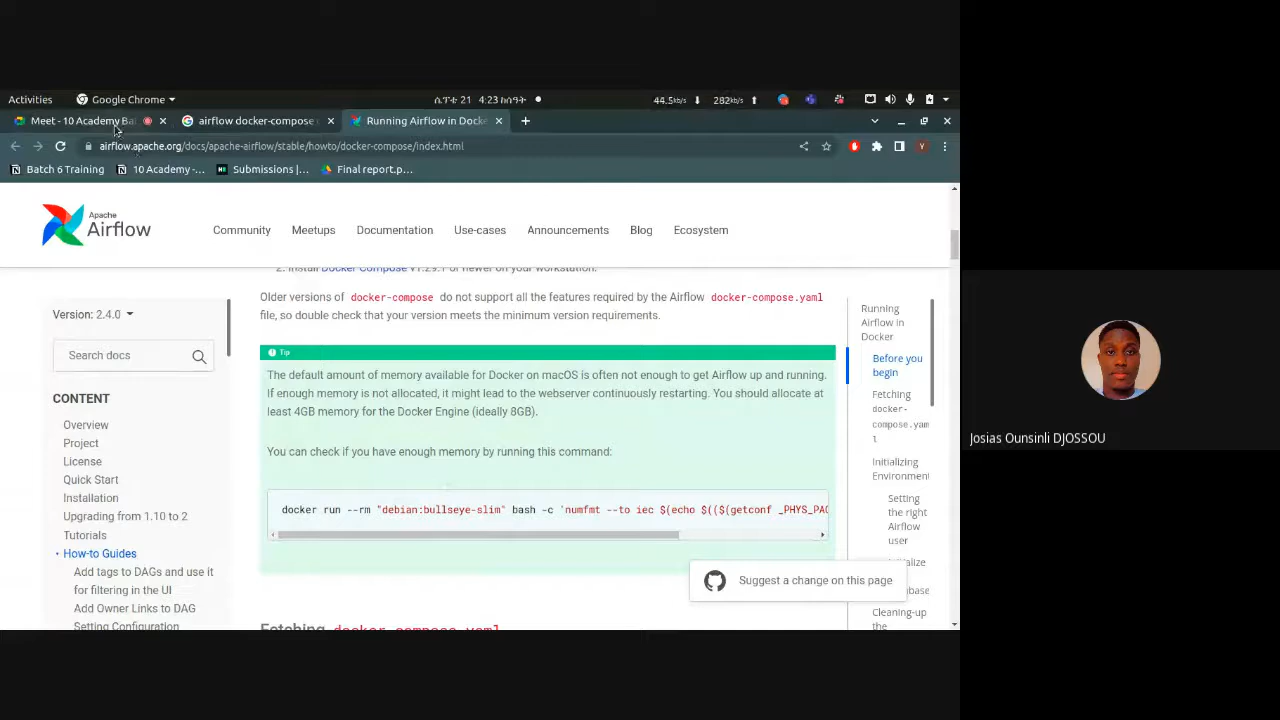 Activities
Google Chrome
ሴፕቴ 21 4:23 ከሰዓት
44.5kb/s
282kb/s
Meet - 10 Academy Bat
airflow docker-compose
Running Airflow in Docke
airflow.apache.org/docs/apache-airflow/stable/howto/docker-compose/index.html
Y
Batch 6 Training
10 Academy -...
Submissions |...
Final report.p...
Apache
Airflow
Community
Meetups
Documentation
Use-cases
Announcements
Blog
Ecosystem
2. Install Docker Compose v1.29.1 or newer on your workstation.
Older versions of docker-compose do not support all the features required by the Airflow docker-compose.yaml
file, so double check that your version meets the minimum version requirements.
Tip
The default amount of memory available for Docker on macOS is often not enough to get Airflow up and running.
If enough memory is not allocated, it might lead to the webserver continuously restarting. You should allocate at
least 4GB memory for the Docker Engine (ideally 8GB).
You can check if you have enough memory by running this command:
docker run --rm "debian:bullseye-slim" bash -c 'numfmt --to iec $(echo $(($(getconf _PHYS_PAG
Suggest a change on this page
Fetching docker-compose.yaml
Version: 2.4.0
Search docs
CONTENT
Overview
Project
License
Quick Start
Installation
Upgrading from 1.10 to 2
Tutorials
How-to Guides
Add tags to DAGs and use it
for filtering in the UI
Add Owner Links to DAG
Setting Configuration
Running
Airflow in
Docker
Before you
begin
Fetching
docker-
compose.yam
l
Initializing
Environment
Setting
the right
Airflow
user
Cleaning-up
the
Josias Ounsinli DJOSSOU